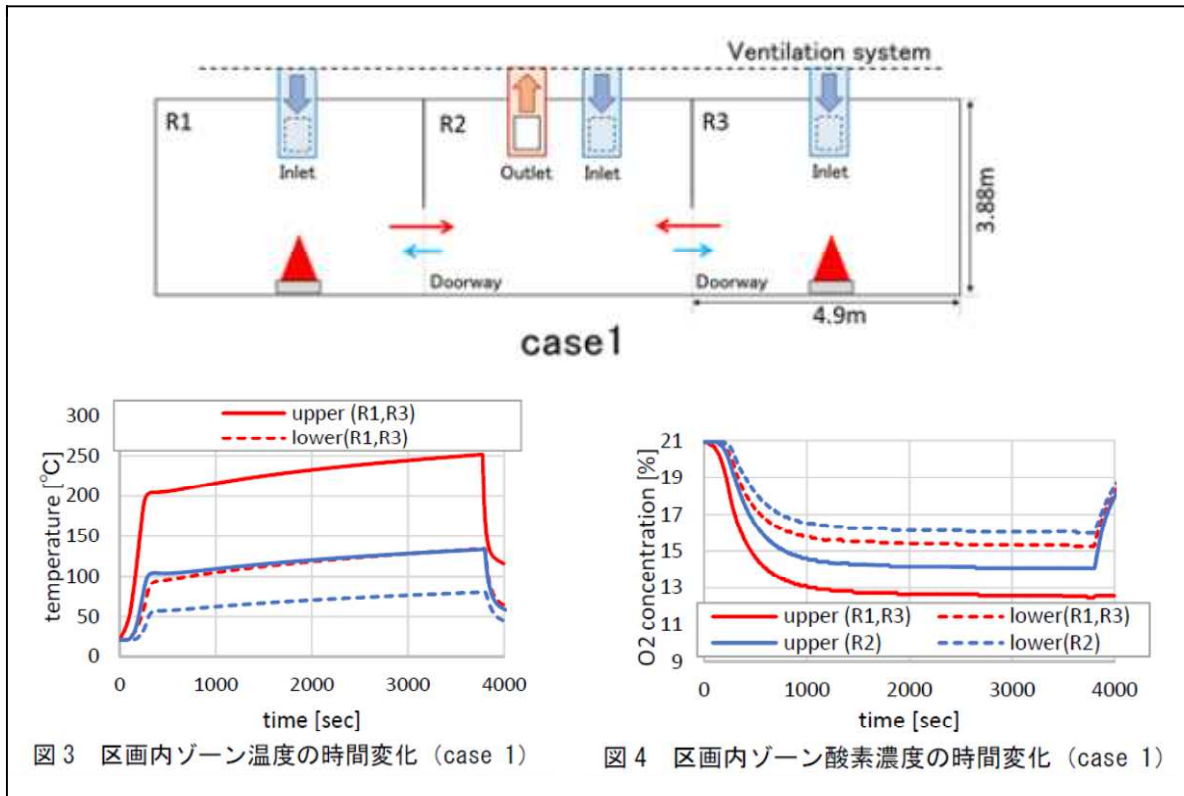 Ventilation system
R1
R2
R3
Inlet
Outlet
Inlet
Inlet
3.88m
Doorway
Doorway
4.9m
case1
upper (R1,R3)
lower(R1,R3)
temperature [℃]
300
250
200
150
100
50
0
0 1000 2000 3000 4000
time [sec]
図3 区画内ゾーン温度の時間変化 (case 1)
O2 concentration [%]
21
19
17
15
13
11
9
upper (R1,R3) lower(R1,R3)
upper (R2) lower(R2)
0 1000 2000 3000 4000
time [sec]
図4 区画内ゾーン酸素濃度の時間変化 (case 1)